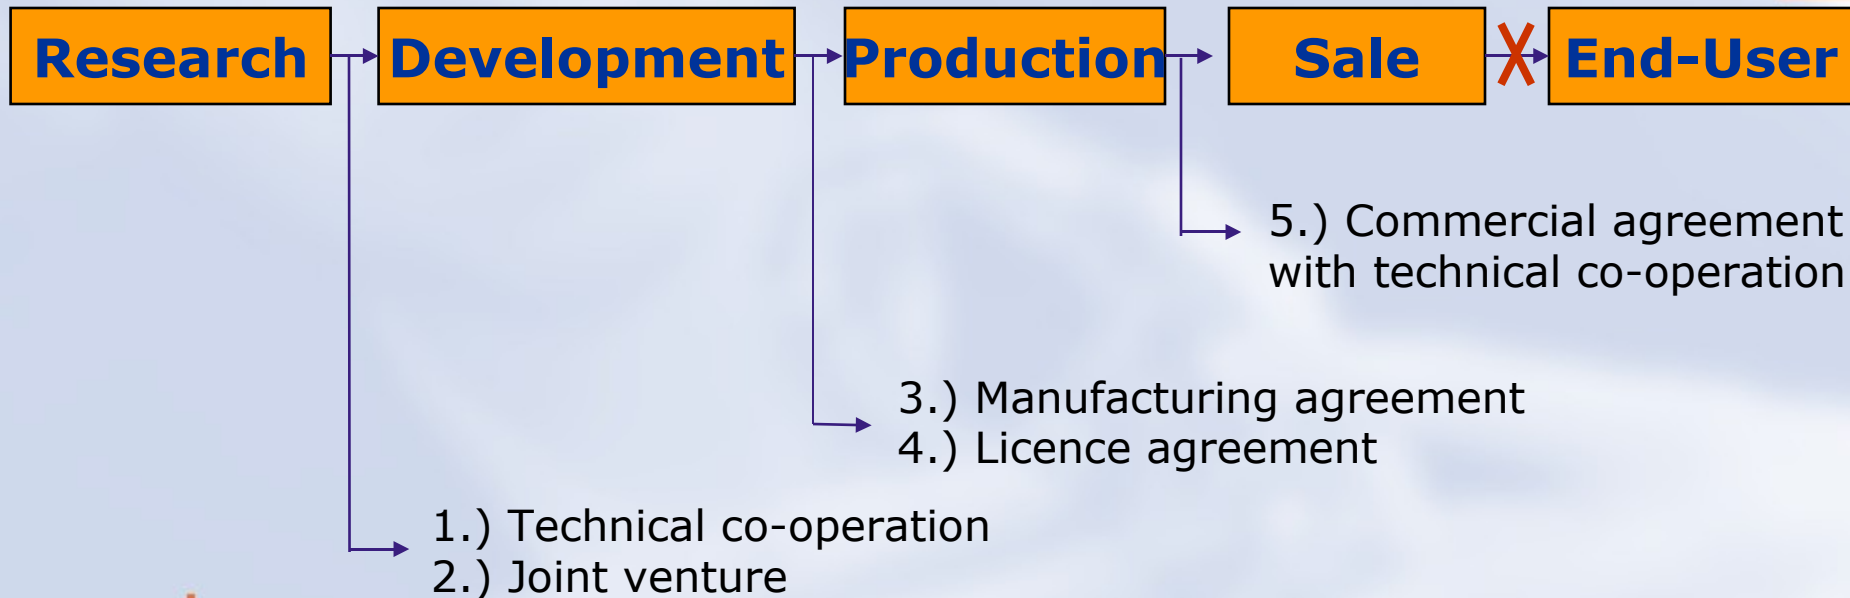 Research
Development
Production
Sale
End-User
5.) Commercial agreement
with technical co-operation
3.) Manufacturing agreement
4.) Licence agreement
1.) Technical co-operation
2.) Joint venture